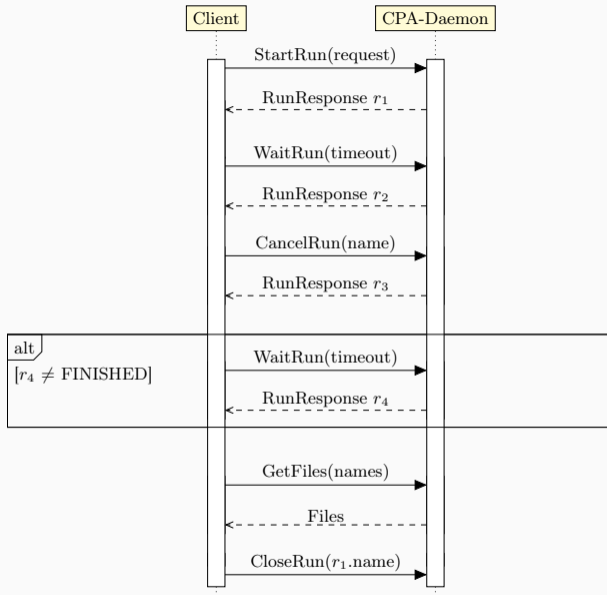 Client
CPA-Daemon
StartRun(request)
RunResponse r₁
WaitRun(timeout)
RunResponse r₂
CancelRun(name)
RunResponse r₃
alt
WaitRun(timeout)
[r₄ ≠ FINISHED]
RunResponse r₄
GetFiles(names)
Files
CloseRun(r₁.name)